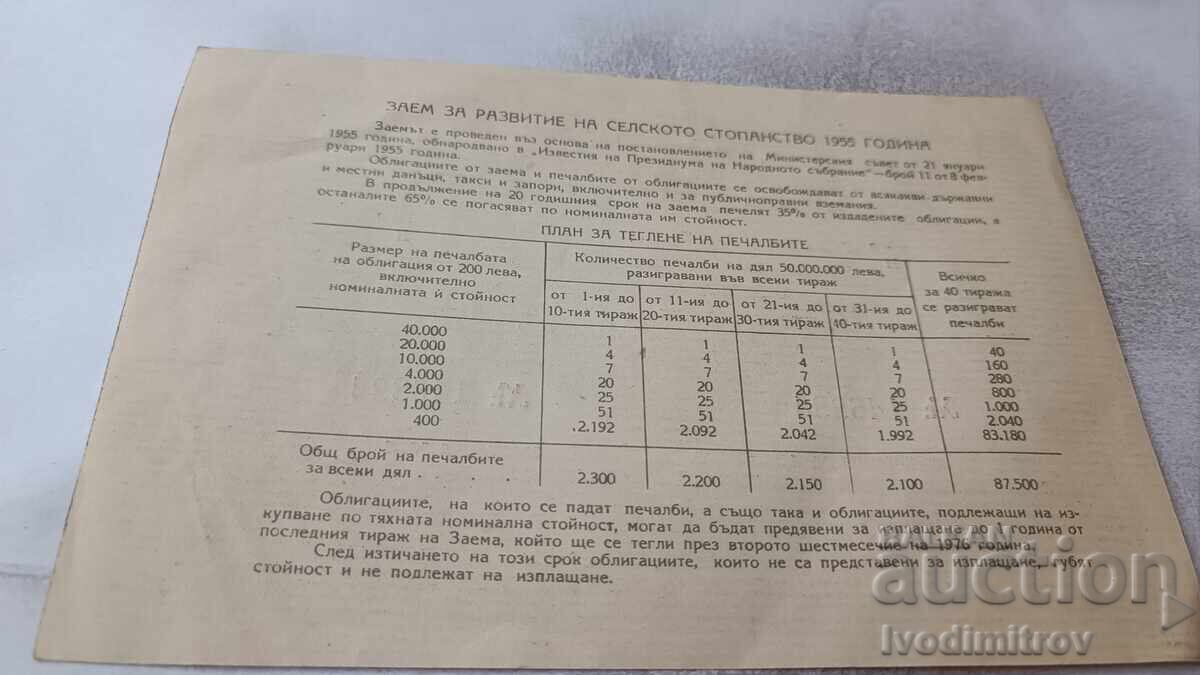 ЗАЕМ ЗА РАЗВИТИЕ НА СЕЛСКОТО СТОПАНСТВО 1955 ГОДИНА
Заемът е проведен въз основа на постановлението на Министерския съвет от 21 януари
1955 година, обнародвано в „Известия на Президиума на Народното събрание“ — брой 11 от 8 фев-
руари 1955 година.
Облигациите от заема и печалбите от облигациите се освобождават от всякакви държавни
и местни данъци, такси и запори, включително и за публичноправни вземания.
В продължение на 20 годишния срок на заема печелят 35% от издадените облигации, а
останалите 65% се погасяват по номиналната им стойност.
ПЛАН ЗА ТЕГЛЕНЕ НА ПЕЧАЛБИТЕ
Размер на печалбата
на облигация от 200 лева,
включително
номиналната ѝ стойност
Количество печалби на дял 50.000.000 лева,
разигравани във всеки тираж
Всичко
за 40 тиража
се разиграват
печалби
от 1-ия до
10-тия тираж
от 11-ия до
20-тия тираж
от 21-ия до
30-тия тираж
от 31-ия до
40-тия тираж
40.000 1 1 1 1 40
20.000 4 4 4 4 160
10.000 7 7 7 7 280
4.000 20 20 20 20 800
2.000 25 25 25 25 1.000
1.000 51 51 51 51 2.040
400 2.192 2.092 2.042 1.992 83.180
Общ брой на печалбите
за всеки дял . . . . 2.300 2.200 2.150 2.100 87.500
Облигациите, на които се падат печалби, а също така и облигациите, подлежащи на из-
купване по тяхната номинална стойност, могат да бъдат предявени за изплащане до 1 година от
последния тираж на Заема, който ще се тегли през второто шестмесечие на 1976 година.
След изтичането на този срок облигациите, които не са представени за изплащане, губят
стойност и не подлежат на изплащане.
auction
Ivodimitrov